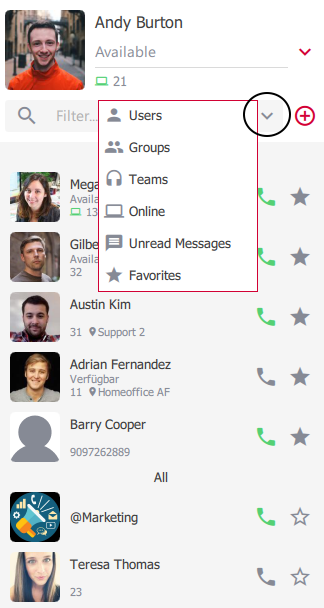 Andy Burton
Available
21
Filter...
Users
Groups
Teams
Online
Unread Messages
Favorites
Mega
Availa
13
Gilbe
Availa
32
Austin Kim
31 Support 2
Adrian Fernandez
Verfügbar
11 Homeoffice AF
Barry Cooper
9097262889
All
@Marketing
Teresa Thomas
23